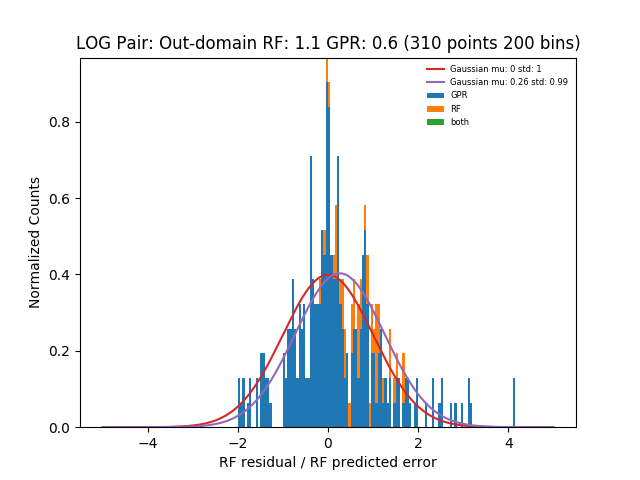 LOG Pair: Out-domain RF: 1.1 GPR: 0.6 (310 points 200 bins)
Gaussian mu: 0 std: 1
Gaussian mu: 0.26 std: 0.99
GPR
RF
both
Normalized Counts
0.8
0.6
0.4
0.2
0.0
−4
−2
0
2
4
RF residual / RF predicted error